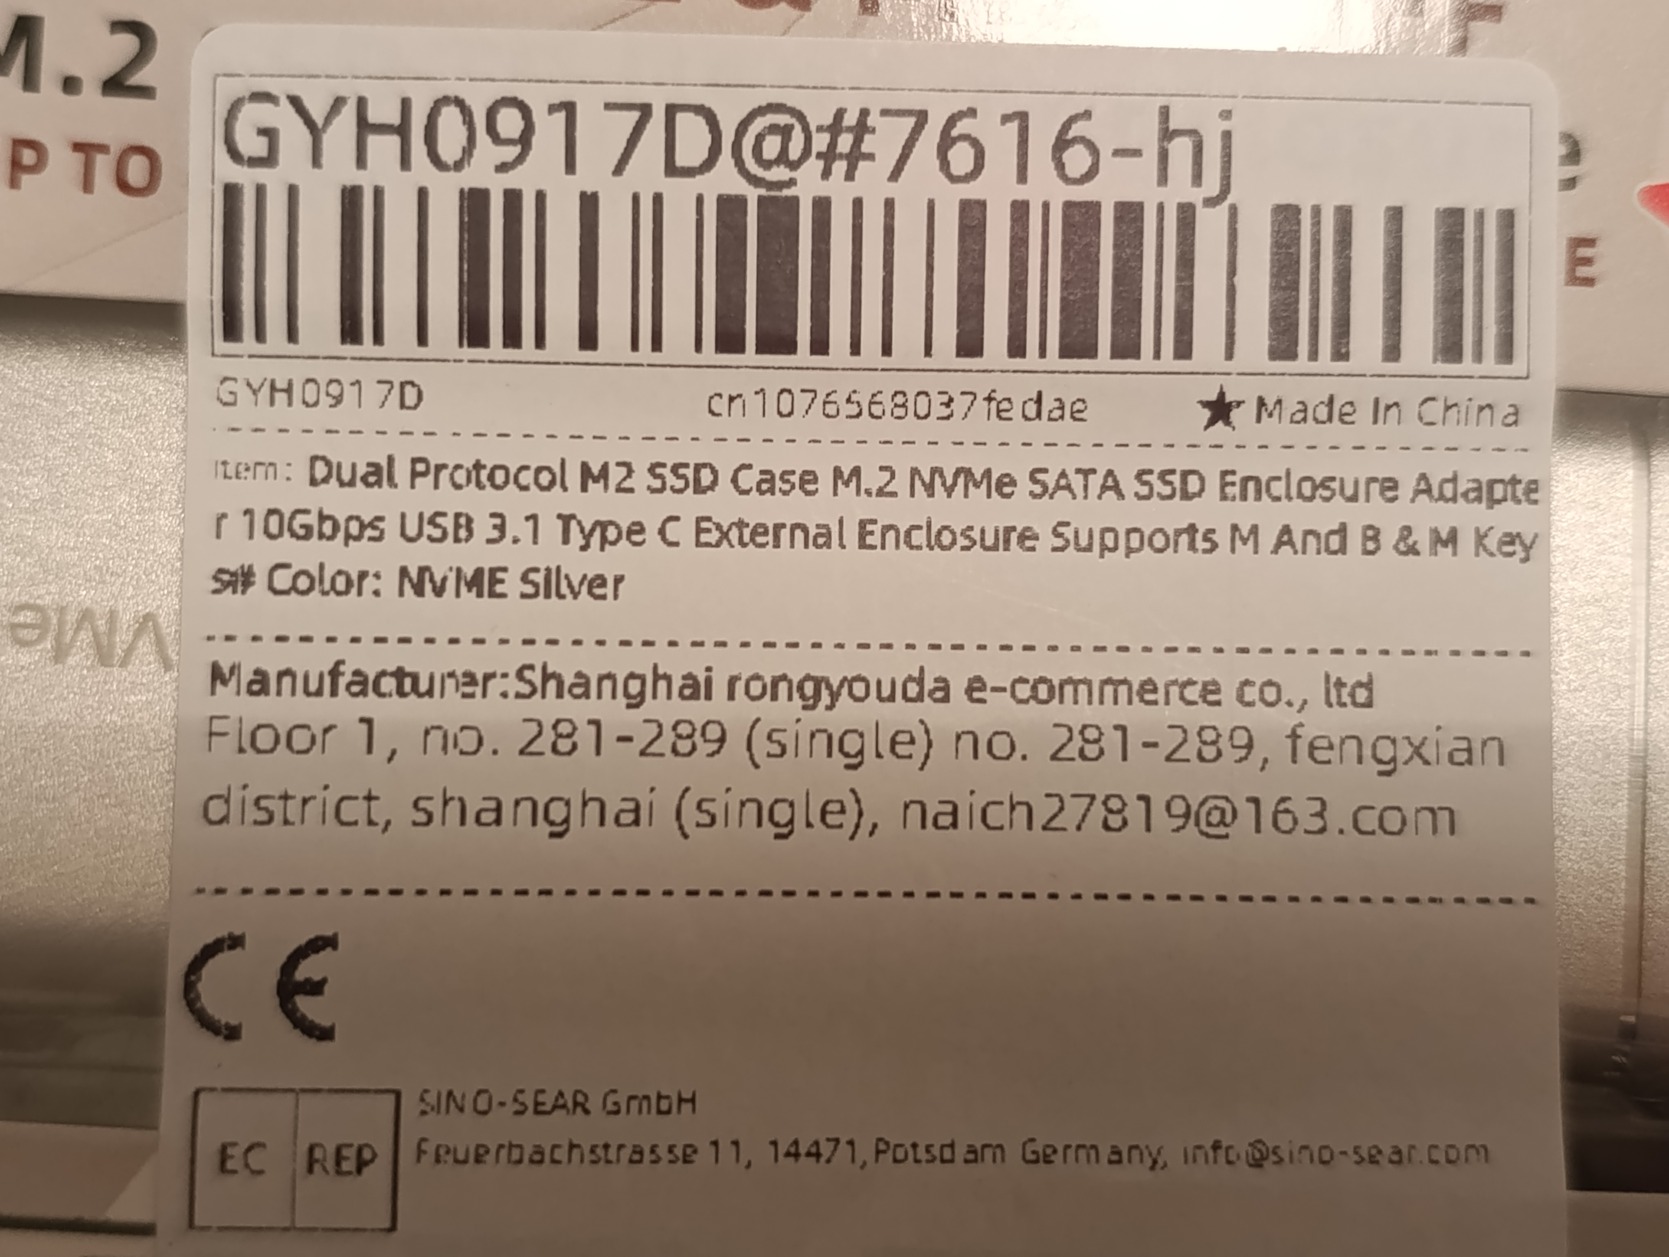 M.2
P TO
GYH0917D@#7616-hj
GYH0917D cn1076568037fedae ★Made In China
Item: Dual Protocol M2 SSD Case M.2 NVMe SATA SSD Enclosure Adapte
r 10Gbps USB 3.1 Type C External Enclosure Supports M And B & M Key
s# Color: NVME Silver
Manufacturer:Shanghai rongyouda e-commerce co., ltd
Floor 1, no. 281-289 (single) no. 281-289, fengxian
district, shanghai (single), naich27819@163.com
CE
EC REP
SINO-SEAR GmbH
Feuerbachstrasse 11, 14471, Potsdam Germany, info@sino-sear.com
VMe
e
E